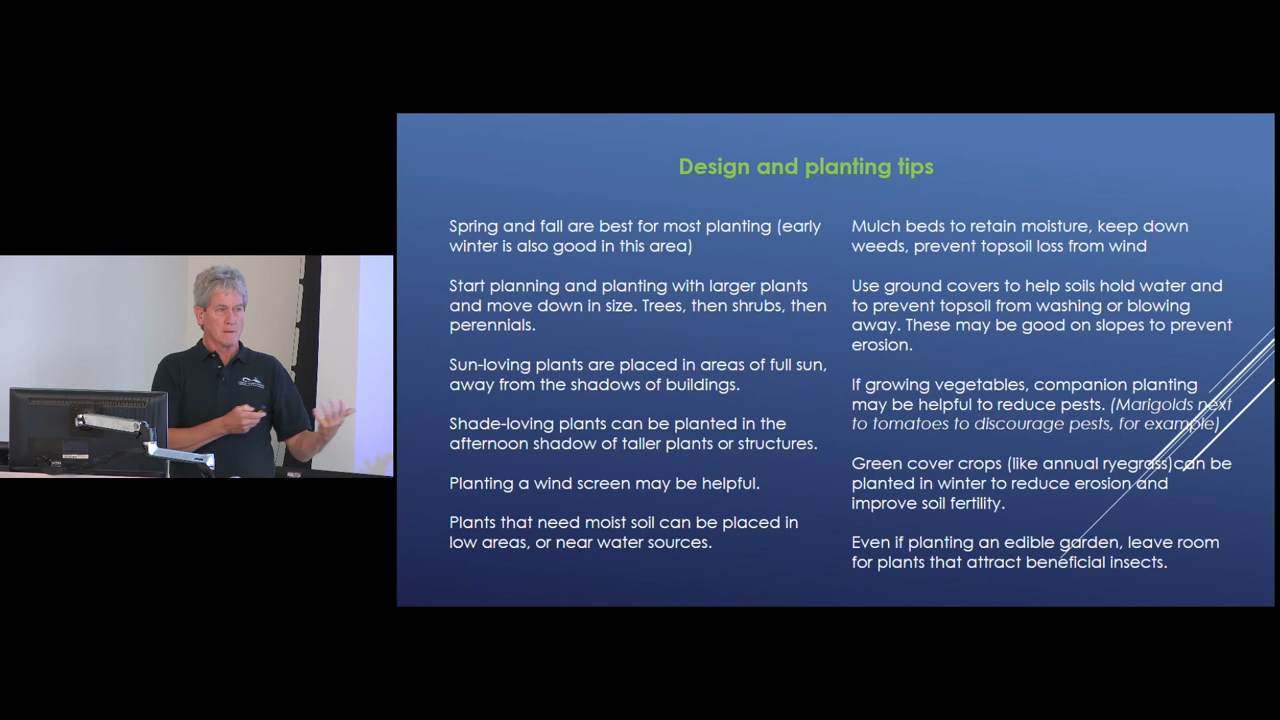 Design and planting tips
Spring and fall are best for most planting (early
winter is also good in this area)
Start planning and planting with larger plants
and move down in size. Trees, then shrubs, then
perennials.
Sun-loving plants are placed in areas of full sun,
away from the shadows of buildings.
Shade-loving plants can be planted in the
afternoon shadow of taller plants or structures.
Planting a wind screen may be helpful.
Plants that need moist soil can be placed in
low areas, or near water sources.
Mulch beds to retain moisture, keep down
weeds, prevent topsoil loss from wind
Use ground covers to help soils hold water and
to prevent topsoil from washing or blowing
away. These may be good on slopes to prevent
erosion.
If growing vegetables, companion planting
may be helpful to reduce pests. (Marigolds next
to tomatoes to discourage pests, for example)
Green cover crops (like annual ryegrass)can be
planted in winter to reduce erosion and
improve soil fertility.
Even if planting an edible garden, leave room
for plants that attract beneficial insects.